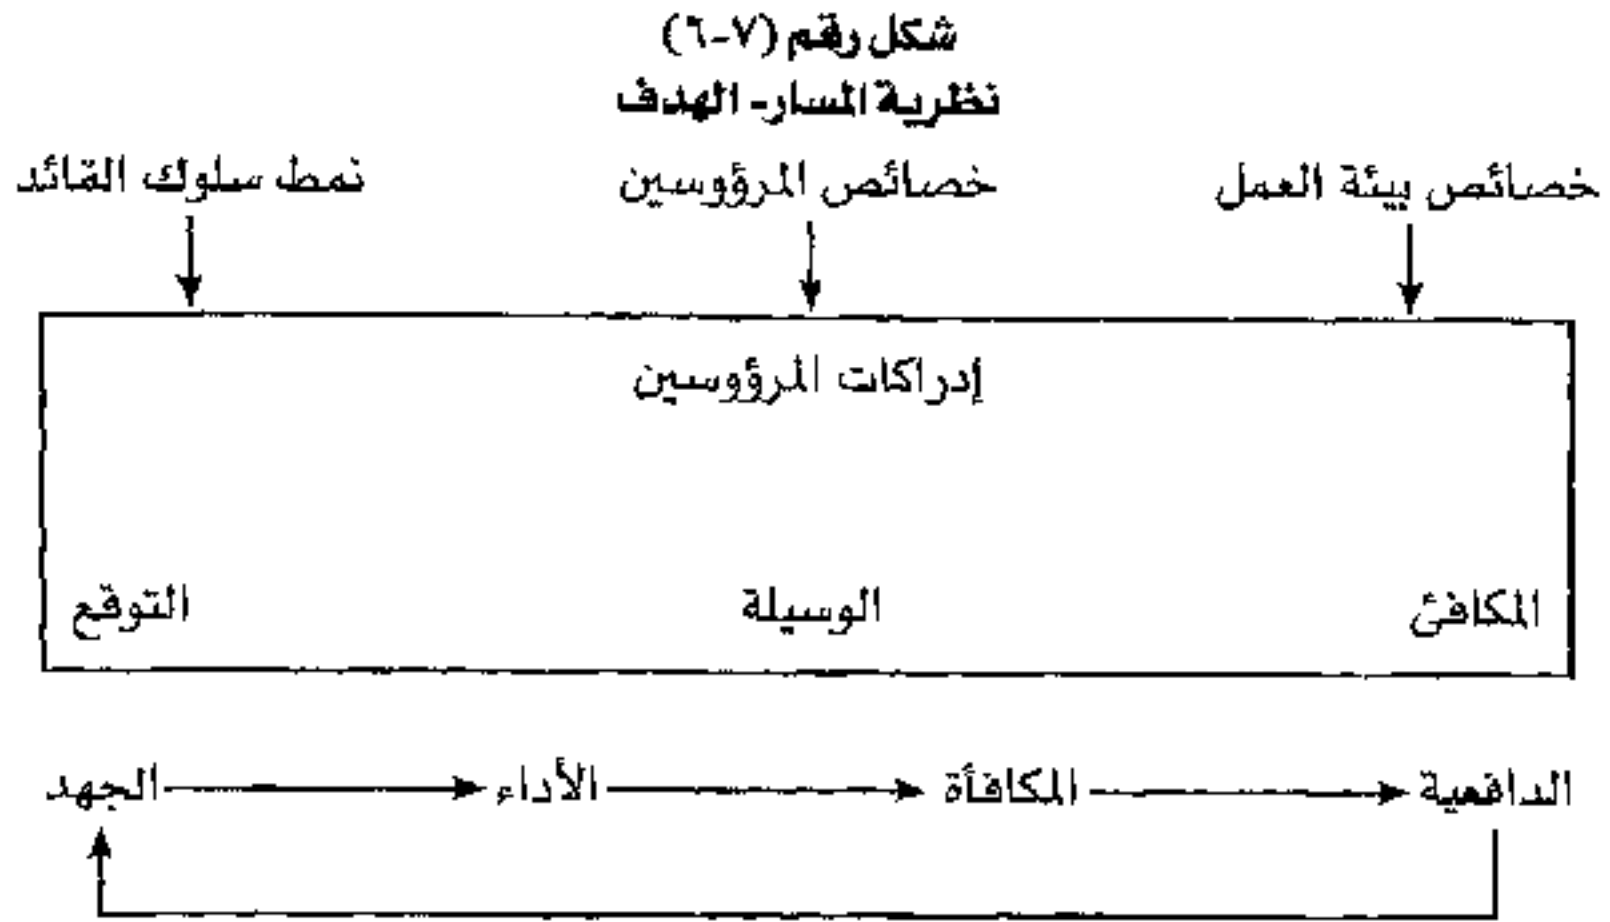 شكل رقم (٧-٦)
نظرية المسار- الهدف
خصائص بيئة العمل خصائص المرؤوسين نمط سلوك القائد
إدراكات المرؤوسين
المكافئ الوسيلة التوقع
الدافعية المكافأة الأداء الجهد